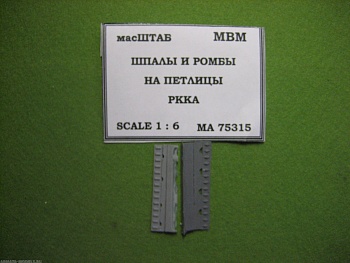 масШТАБ MBM
ШПАЛЫ И РОМБЫ
НА ПЕТЛИЦЫ
РККА
SCALE 1 : 6 MA 75315